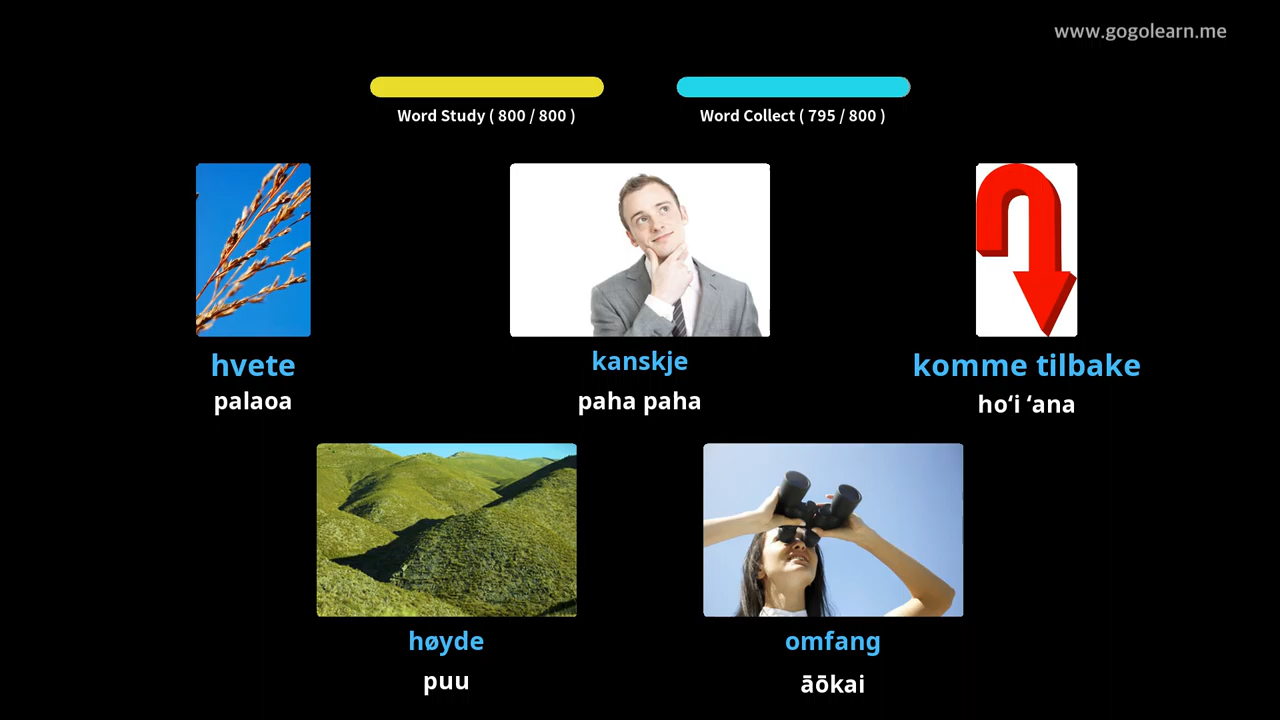 www.gogolearn.me
Word Study ( 800 / 800 )
Word Collect ( 795 / 800 )
hvete
palaoa
kanskje
paha paha
komme tilbake
hoʻi ʻana
høyde
puu
omfang
āōkai